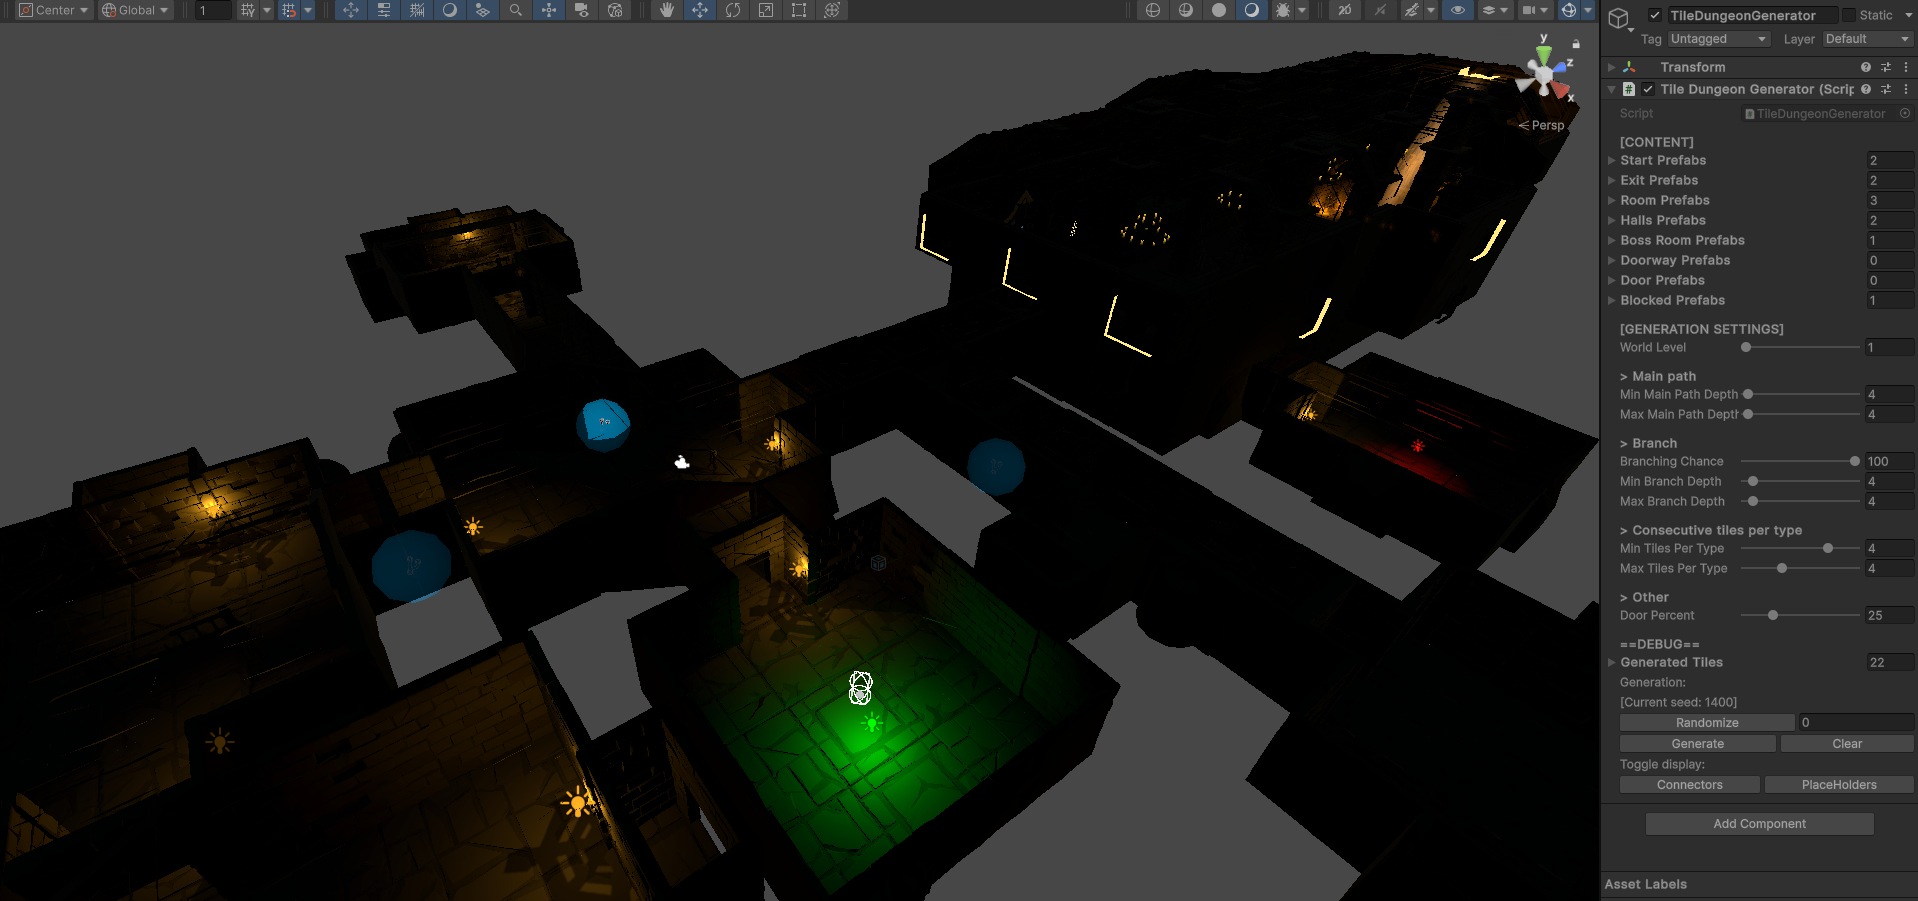 Center Global 1 2D
TileDungeonGenerator Static
Tag Untagged Layer Default
Transform
Tile Dungeon Generator (Scrip
Script TileDungeonGenerator
[CONTENT]
Start Prefabs 2
Exit Prefabs 2
Room Prefabs 3
Halls Prefabs 2
Boss Room Prefabs 1
Doorway Prefabs 0
Door Prefabs 0
Blocked Prefabs 1
[GENERATION SETTINGS]
World Level 1
> Main path
Min Main Path Depth 4
Max Main Path Depth 4
> Branch
Branching Chance 100
Min Branch Depth 4
Max Branch Depth 4
> Consecutive tiles per type
Min Tiles Per Type 4
Max Tiles Per Type 4
> Other
Door Percent 25
==DEBUG==
Generated Tiles 22
Generation:
[Current seed: 1400]
Randomize 0
Generate Clear
Toggle display:
Connectors PlaceHolders
Add Component
Asset Labels
y
z
x
Persp